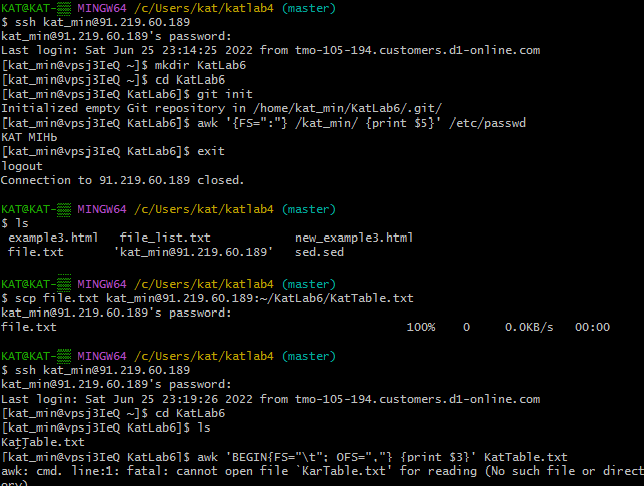 KAT@KAT-▒▒ MINGW64 /c/Users/kat/katlab4 (master)
$ ssh kat_min@91.219.60.189
kat_min@91.219.60.189's password:
Last login: Sat Jun 25 23:14:25 2022 from tmo-105-194.customers.d1-online.com
[kat_min@vpsj3IeQ ~]$ mkdir KatLab6
[kat_min@vpsj3IeQ ~]$ cd KatLab6
[kat_min@vpsj3IeQ KatLab6]$ git init
Initialized empty Git repository in /home/kat_min/KatLab6/.git/
[kat_min@vpsj3IeQ KatLab6]$ awk '{FS=":"} /kat_min/ {print $5}' /etc/passwd
КАТ МІНЬ
[kat_min@vpsj3IeQ KatLab6]$ exit
logout
Connection to 91.219.60.189 closed.
KAT@KAT-▒▒ MINGW64 /c/Users/kat/katlab4 (master)
$ ls
example3.html file_list.txt new_example3.html
file.txt 'kat_min@91.219.60.189' sed.sed
KAT@KAT-▒▒ MINGW64 /c/Users/kat/katlab4 (master)
$ scp file.txt kat_min@91.219.60.189:~/KatLab6/KatTable.txt
kat_min@91.219.60.189's password:
file.txt 100% 0 0.0KB/s 00:00
KAT@KAT-▒▒ MINGW64 /c/Users/kat/katlab4 (master)
$ ssh kat_min@91.219.60.189
kat_min@91.219.60.189's password:
Last login: Sat Jun 25 23:19:26 2022 from tmo-105-194.customers.d1-online.com
[kat_min@vpsj3IeQ ~]$ cd KatLab6
[kat_min@vpsj3IeQ KatLab6]$ ls
KatTable.txt
[kat_min@vpsj3IeQ KatLab6]$ awk 'BEGIN{FS="\t"; OFS=","} {print $3}' KatTable.txt
awk: cmd. line:1: fatal: cannot open file `KarTable.txt' for reading (No such file or direct
ory)